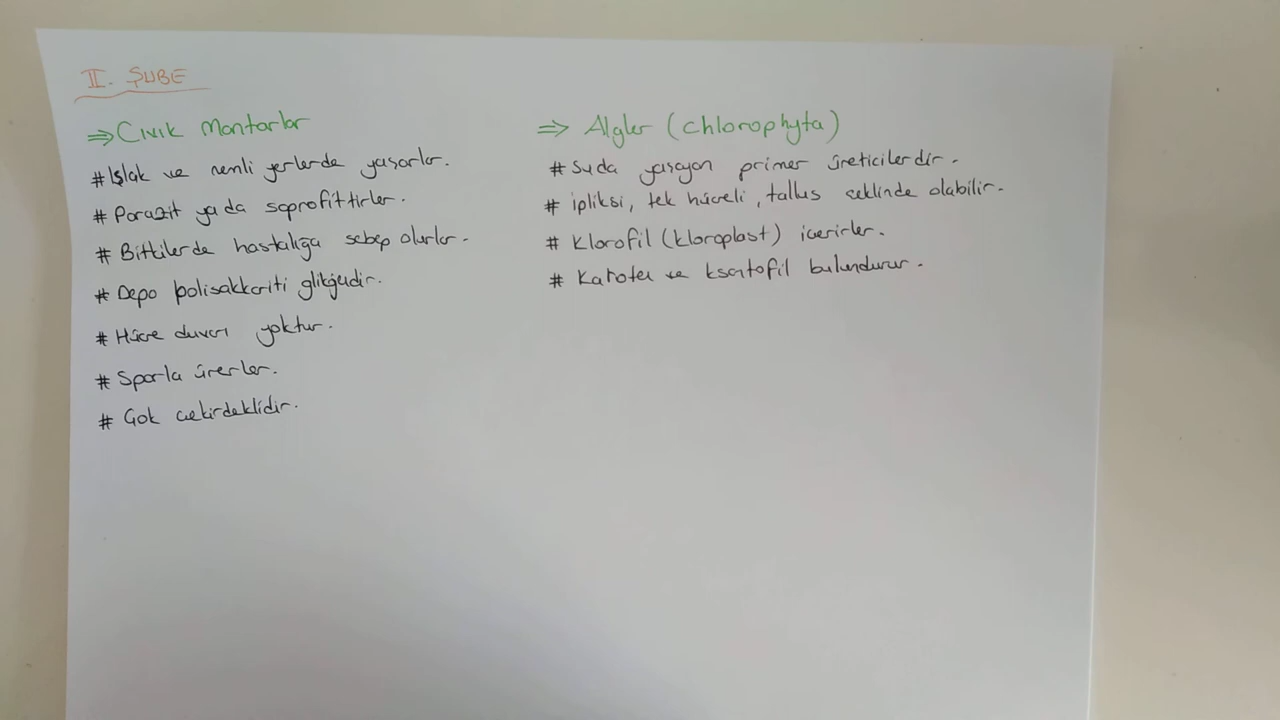 II. ŞUBE
⇒ Cıvık Mantarlar
# Işlak ve nemli yerlerde yaşarlar.
# Parazit ya da saprofittirler.
# Bitkilerde hastalığa sebep olurlar.
# Depo polisakkariti glikojedir.
# Hücre duvarı yoktur.
# Sporla ürerler.
# Çok çekirdeklidir.
⇒ Algler (chlorophyta)
# Suda yaşayan primer üreticilerdir.
# ipliksi, tek hücreli, tallus şeklinde olabilir.
# Klorofil (kloroplast) içerirler.
# Karoten ve ksantofil bulundurur.